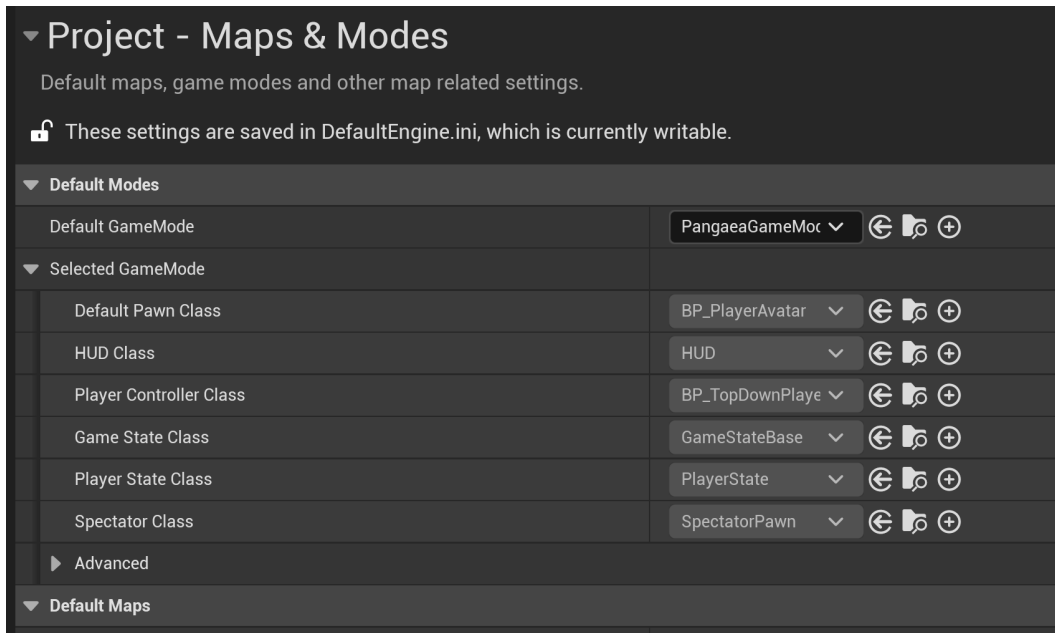 Project - Maps & Modes
Default maps, game modes and other map related settings.
These settings are saved in DefaultEngine.ini, which is currently writable.
Default Modes
Default GameMode PangaeaGameMoc
Selected GameMode
Default Pawn Class BP_PlayerAvatar
HUD Class HUD
Player Controller Class BP_TopDownPlaye
Game State Class GameStateBase
Player State Class PlayerState
Spectator Class SpectatorPawn
Advanced
Default Maps